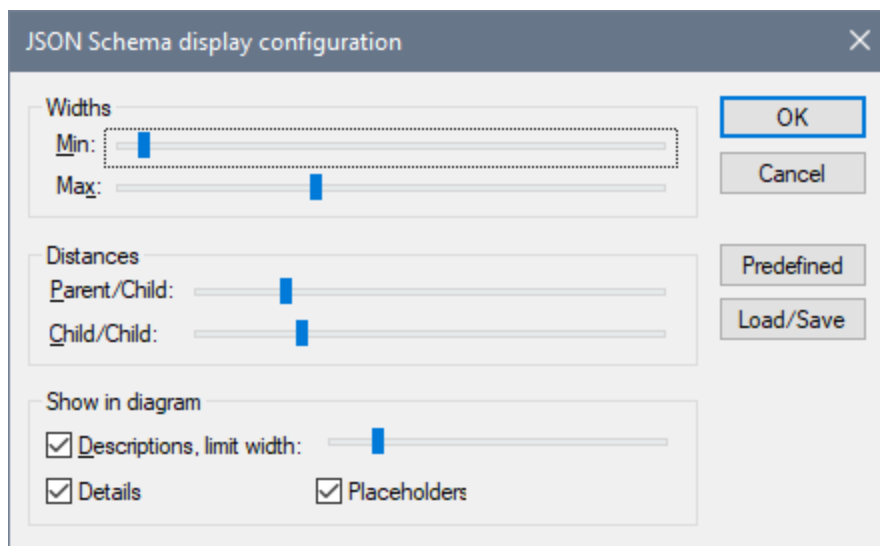 JSON Schema display configuration
Widths
Min:
Max:
OK
Cancel
Distances
Parent/Child:
Child/Child:
Predefined
Load/Save
Show in diagram
Descriptions, limit width:
Details
Placeholders